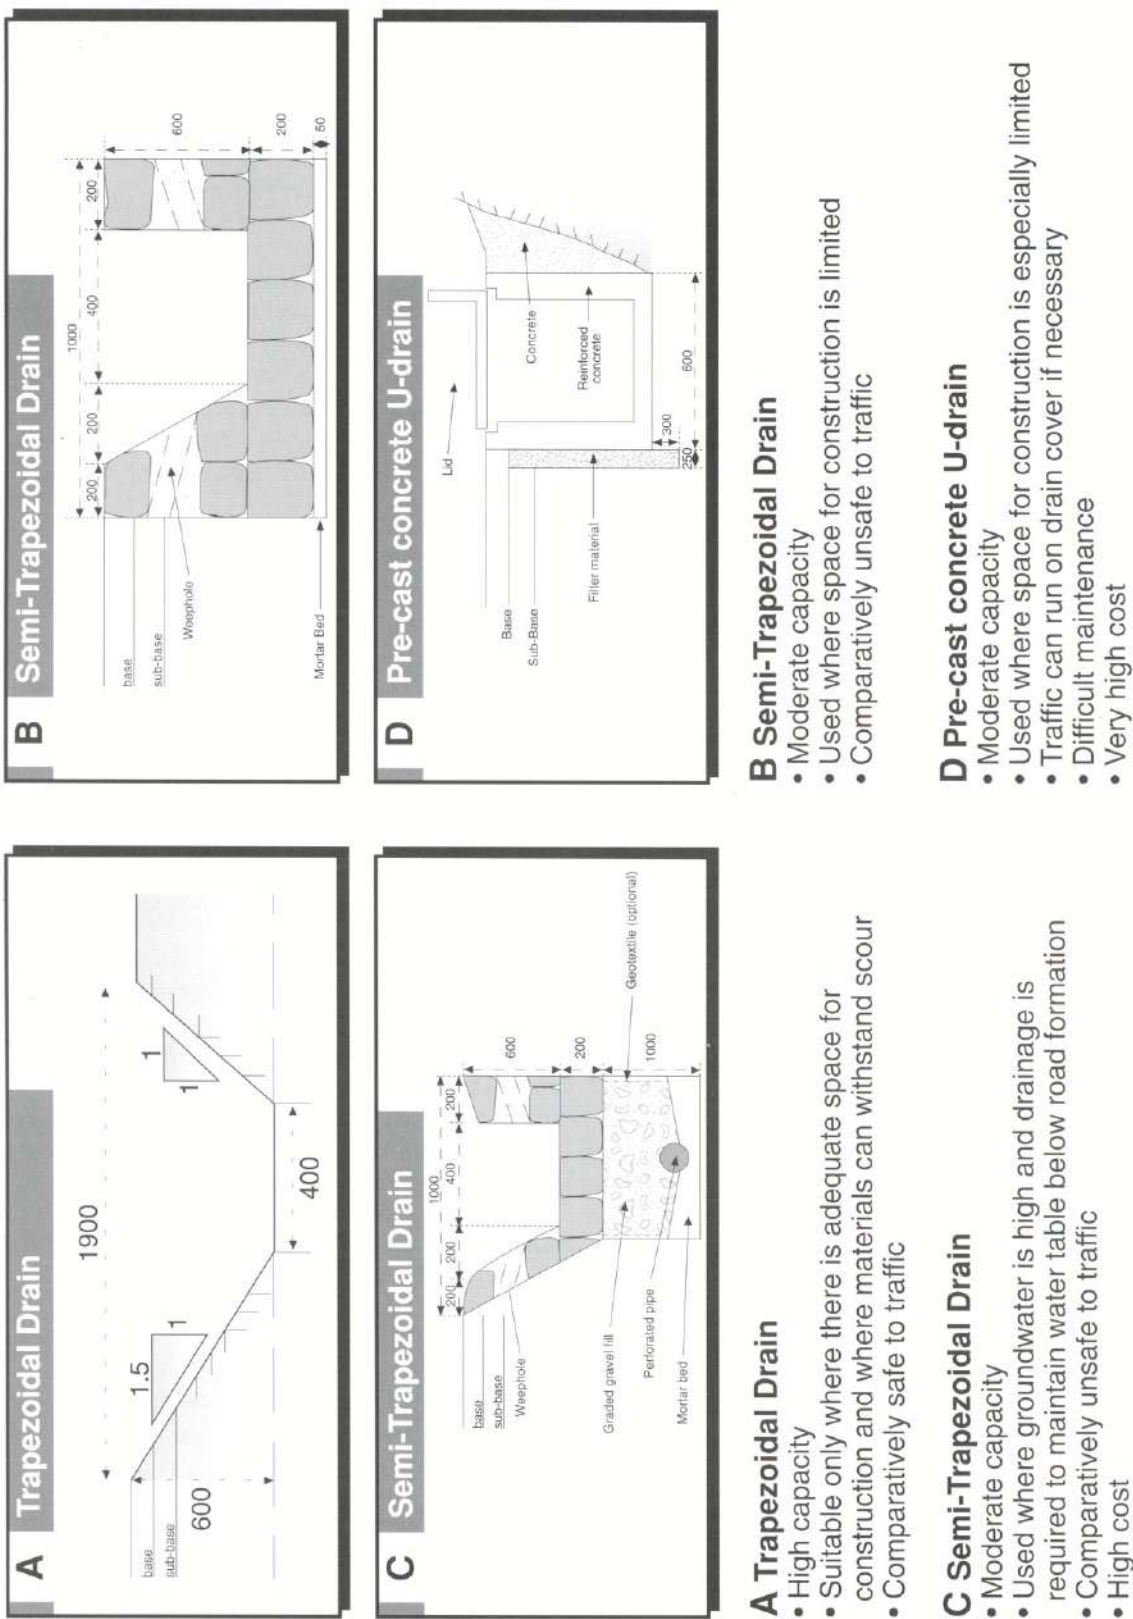 A Trapezoidal Drain
1900
1.5
1
1
1
base
sub-base
600
400
B Semi-Trapezoidal Drain
1000
200
200
400
200
base
sub-base
Weephole
600
200
50
Mortar Bed
C Semi-Trapezoidal Drain
1000
200
200
400
200
base
sub-base
Weephole
600
200
1000
Graded gravel fill
Perforated pipe
Mortar bed
Geotextile (optional)
D Pre-cast concrete U-drain
Lid
Base
Sub-Base
Concrete
Reinforced
concrete
Filter material
300
250
600
A Trapezoidal Drain
• High capacity
• Suitable only where there is adequate space for
construction and where materials can withstand scour
• Comparatively safe to traffic
B Semi-Trapezoidal Drain
• Moderate capacity
• Used where space for construction is limited
• Comparatively unsafe to traffic
C Semi-Trapezoidal Drain
• Moderate capacity
• Used where groundwater is high and drainage is
required to maintain water table below road formation
• Comparatively unsafe to traffic
• High cost
D Pre-cast concrete U-drain
• Moderate capacity
• Used where space for construction is especially limited
• Traffic can run on drain cover if necessary
• Difficult maintenance
• Very high cost